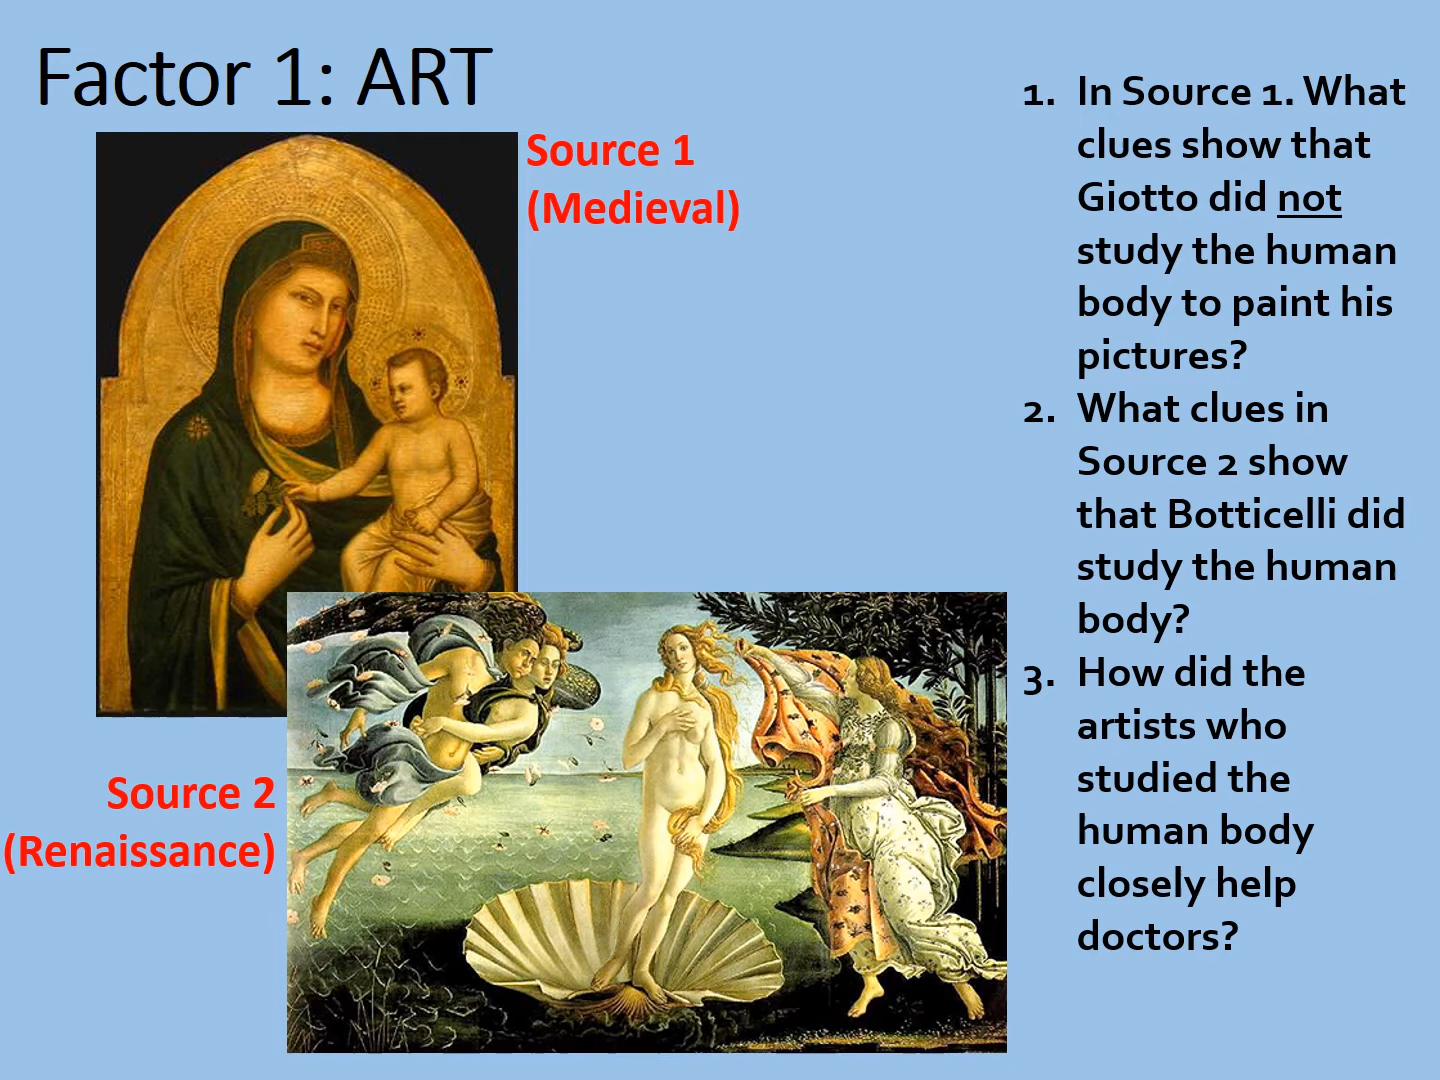 Factor 1: ART
Source 1
(Medieval)
Source 2
(Renaissance)
1. In Source 1. What
clues show that
Giotto did not
study the human
body to paint his
pictures?
2. What clues in
Source 2 show
that Botticelli did
study the human
body?
3. How did the
artists who
studied the
human body
closely help
doctors?